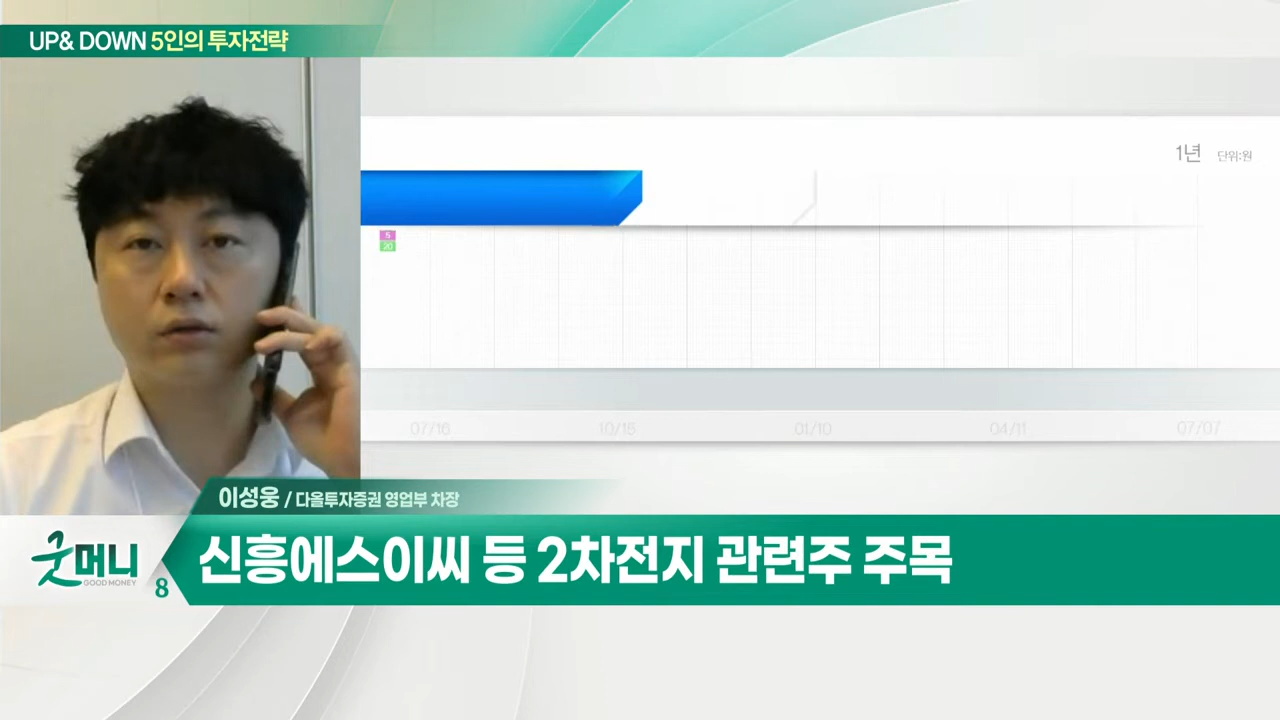 UP& DOWN 5인의 투자전략
1년 단위:원
5
20
07/16 10/18 01/10 04/11 07/07
이성웅 / 다올투자증권 영업부 차장
굿머니
GOOD MONEY
8
신흥에스이씨 등 2차전지 관련주 주목